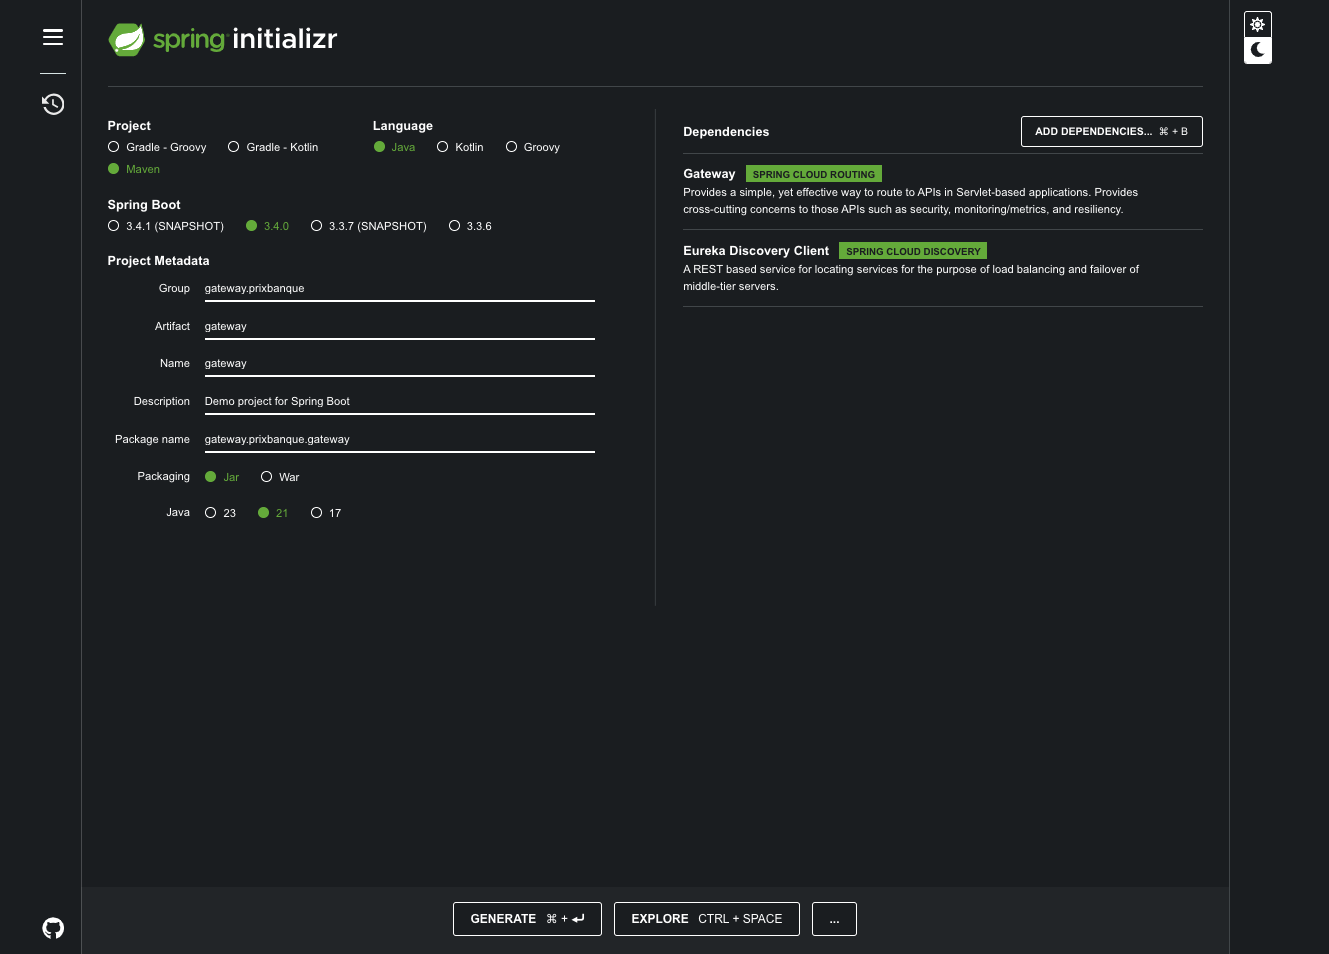 spring initializr
Project
Gradle - Groovy
Gradle - Kotlin
Maven
Language
Java
Kotlin
Groovy
Spring Boot
3.4.1 (SNAPSHOT)
3.4.0
3.3.7 (SNAPSHOT)
3.3.6
Project Metadata
Group gateway.prixbanque
Artifact gateway
Name gateway
Description Demo project for Spring Boot
Package name gateway.prixbanque.gateway
Packaging Jar War
Java 23 21 17
Dependencies
ADD DEPENDENCIES... ⌘ + B
Gateway SPRING CLOUD ROUTING
Provides a simple, yet effective way to route to APIs in Servlet-based applications. Provides
cross-cutting concerns to those APIs such as security, monitoring/metrics, and resiliency.
Eureka Discovery Client SPRING CLOUD DISCOVERY
A REST based service for locating services for the purpose of load balancing and failover of
middle-tier servers.
GENERATE ⌘ + ⏎
EXPLORE CTRL + SPACE
...